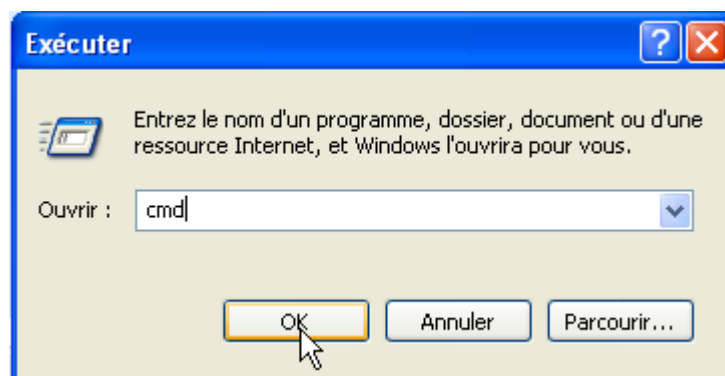 Exécuter
Entrez le nom d'un programme, dossier, document ou d'une
ressource Internet, et Windows l'ouvrira pour vous.
Ouvrir : cmd
OK Annuler Parcourir...